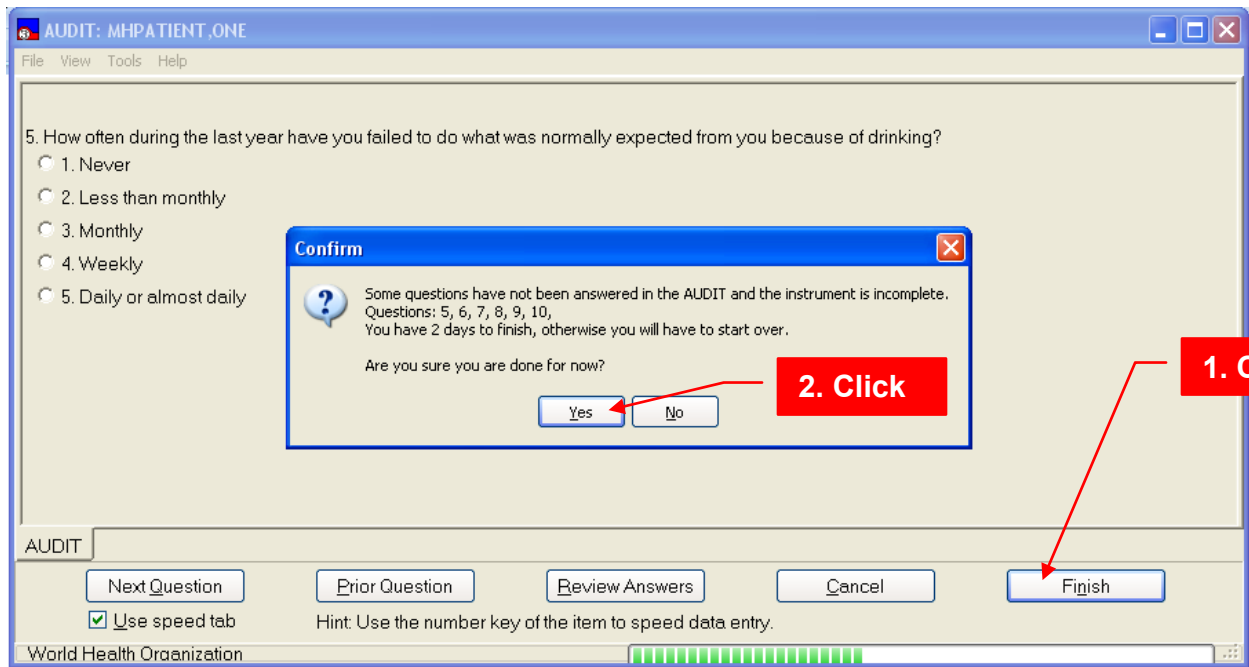 AUDIT: MHPATIENT,ONE
File View Tools Help
5. How often during the last year have you failed to do what was normally expected from you because of drinking?
1. Never
2. Less than monthly
3. Monthly
4. Weekly
5. Daily or almost daily
Confirm
Some questions have not been answered in the AUDIT and the instrument is incomplete.
Questions: 5, 6, 7, 8, 9, 10,
You have 2 days to finish, otherwise you will have to start over.
Are you sure you are done for now?
Yes No
2. Click
1. C
AUDIT
Next Question Prior Question Review Answers Cancel Finish
Use speed tab Hint: Use the number key of the item to speed data entry.
World Health Organization